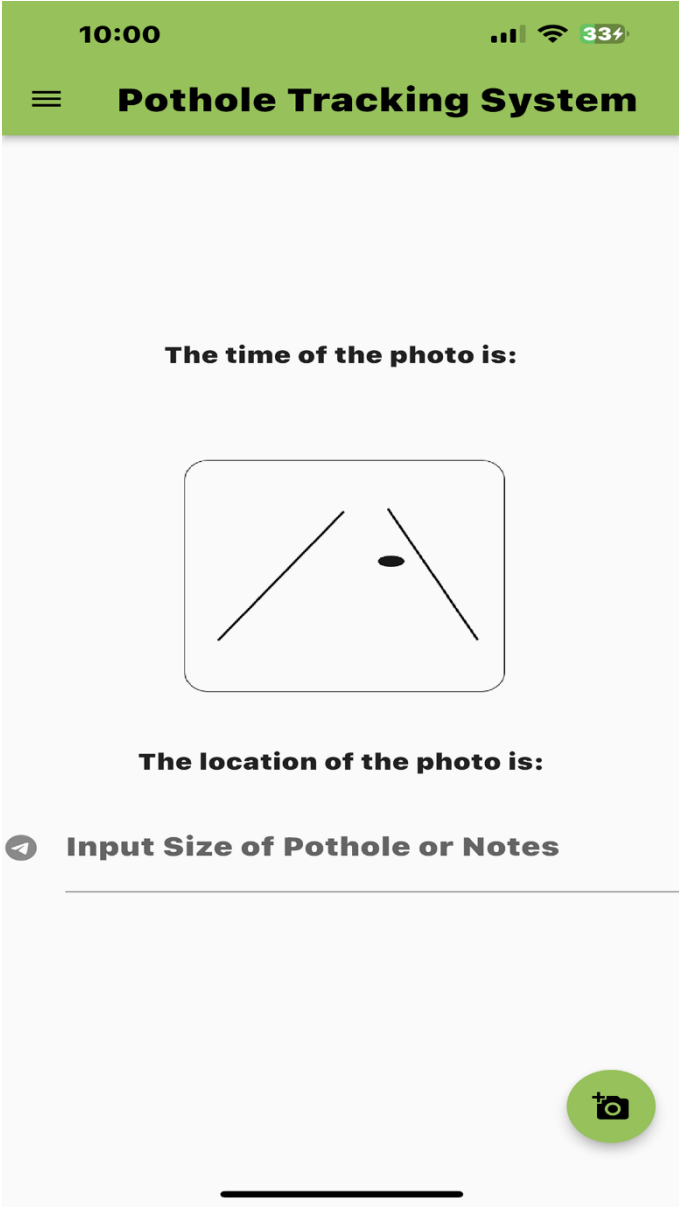 10:00
33
Pothole Tracking System
The time of the photo is:
The location of the photo is:
Input Size of Pothole or Notes